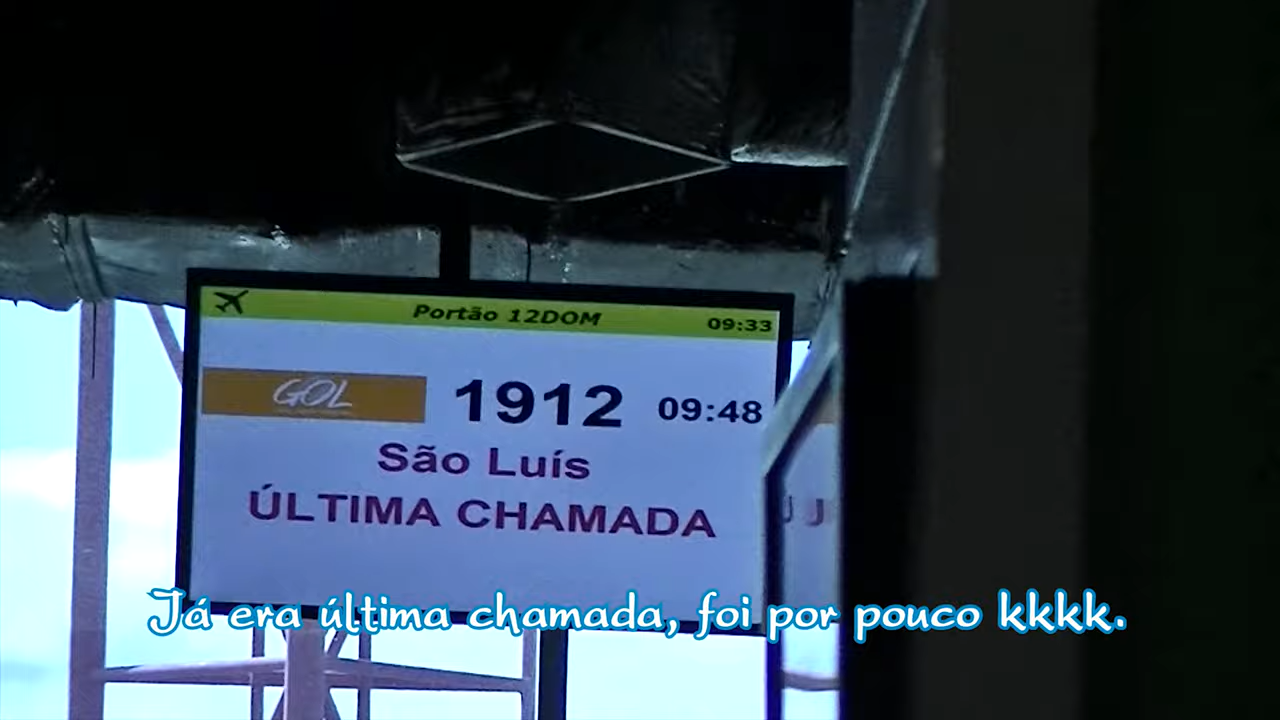 Portão 12DOM 09:33
GOL 1912 09:48
São Luís
ÚLTIMA CHAMADA
Já era última chamada, foi por pouco kkkk.